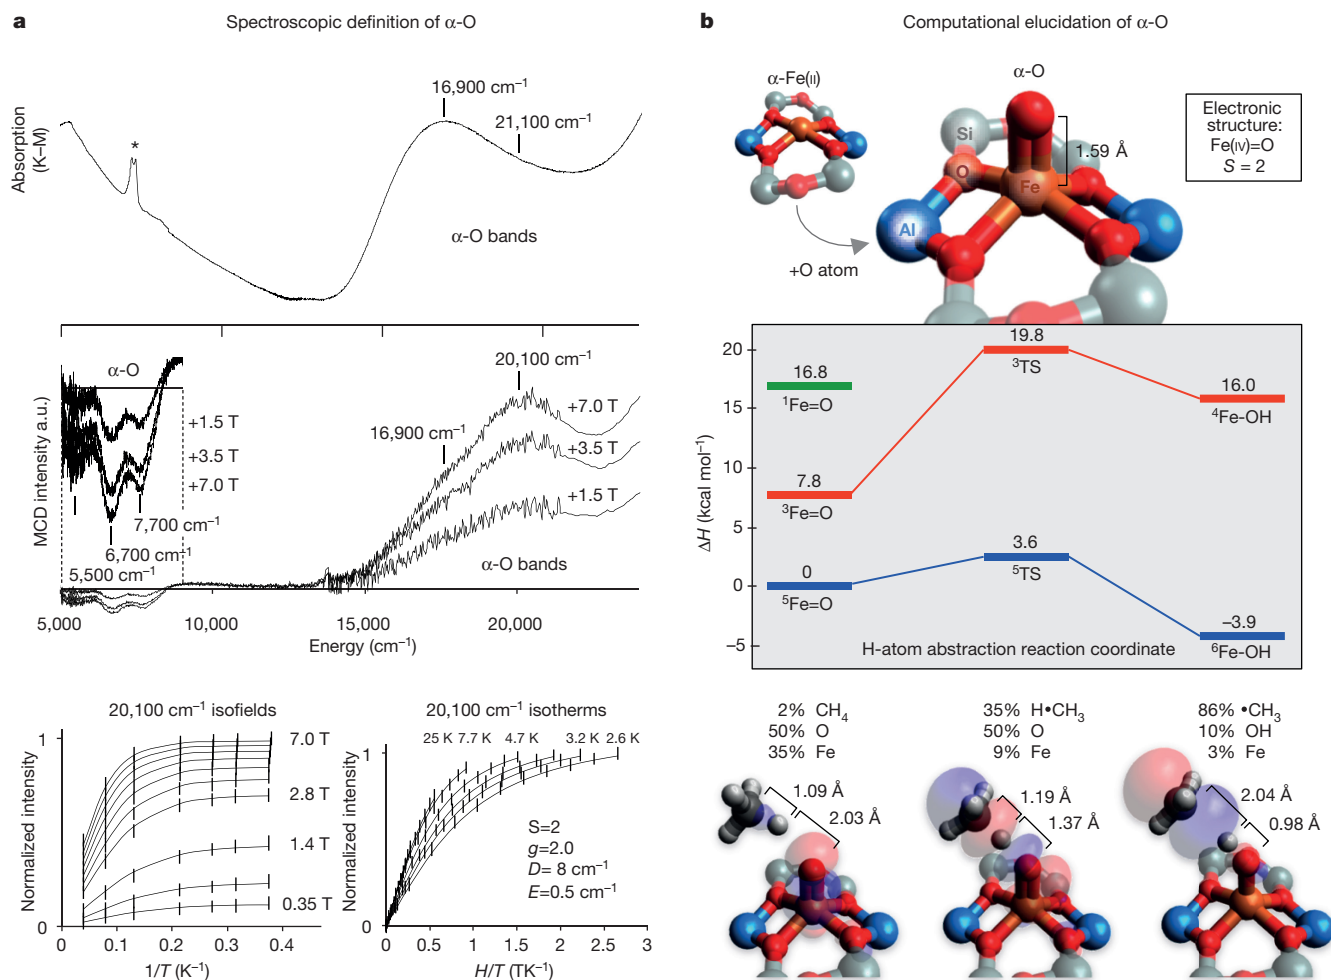 a
Spectroscopic definition of α-O
Absorption
(K–M)
*
16,900 cm⁻¹
21,100 cm⁻¹
α-O bands
MCD intensity a.u.
α-O
+1.5 T
+3.5 T
+7.0 T
7,700 cm⁻¹
6,700 cm⁻¹
5,500 cm⁻¹
20,100 cm⁻¹
16,900 cm⁻¹
+7.0 T
+3.5 T
+1.5 T
α-O bands
5,000 10,000 15,000 20,000
Energy (cm⁻¹)
20,100 cm⁻¹ isofields
Normalized intensity
1
0
7.0 T
2.8 T
1.4 T
0.35 T
0 0.1 0.2 0.3 0.4
1/T (K⁻¹)
20,100 cm⁻¹ isotherms
Normalized intensity
1
0
25 K 7.7 K 4.7 K 3.2 K 2.6 K
S=2
g=2.0
D= 8 cm⁻¹
E=0.5 cm⁻¹
0 0.5 1 1.5 2 2.5 3
H/T (TK⁻¹)
b
Computational elucidation of α-O
α-Fe(II)
α-O
Si
O
Fe
Al
1.59 Å
+O atom
Electronic
structure:
Fe(IV)=O
S = 2
ΔH (kcal mol⁻¹)
20
15
10
5
0
–5
16.8
¹Fe=O
7.8
³Fe=O
0
⁵Fe=O
19.8
³TS
3.6
⁵TS
16.0
⁴Fe-OH
–3.9
⁶Fe-OH
H-atom abstraction reaction coordinate
2% CH₄
50% O
35% Fe
1.09 Å
2.03 Å
35% H•CH₃
50% O
9% Fe
1.19 Å
1.37 Å
86% •CH₃
10% OH
3% Fe
2.04 Å
0.98 Å